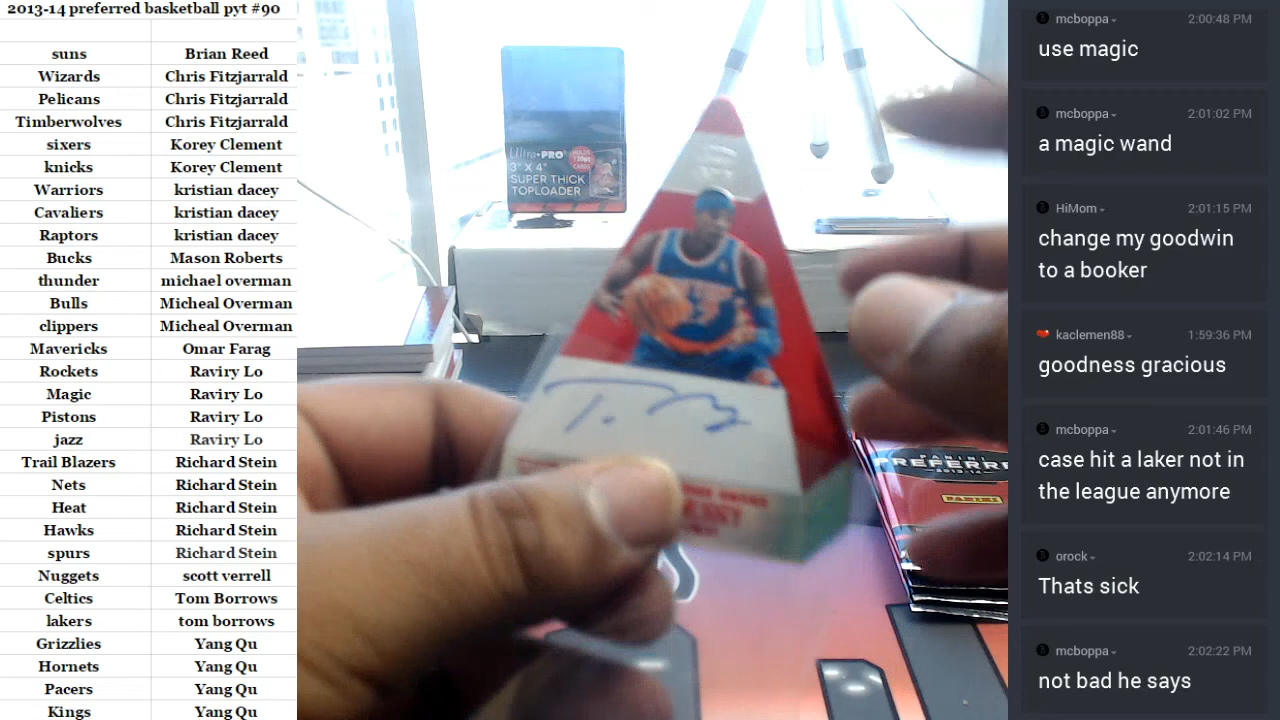 2013-14 preferred basketball pyt #90
suns Brian Reed
Wizards Chris Fitzjarrald
Pelicans Chris Fitzjarrald
Timberwolves Chris Fitzjarrald
sixers Korey Clement
knicks Korey Clement
Warriors kristian dacey
Cavaliers kristian dacey
Raptors kristian dacey
Bucks Mason Roberts
thunder michael overman
Bulls Micheal Overman
clippers Micheal Overman
Mavericks Omar Farag
Rockets Raviry Lo
Magic Raviry Lo
Pistons Raviry Lo
jazz Raviry Lo
Trail Blazers Richard Stein
Nets Richard Stein
Heat Richard Stein
Hawks Richard Stein
spurs Richard Stein
Nuggets scott verrell
Celtics Tom Borrows
lakers tom borrows
Grizzlies Yang Qu
Hornets Yang Qu
Pacers Yang Qu
Kings Yang Qu
Ultra·PRO
3" X 4"
SUPER THICK
TOPLOADER
HOLDS
120pt
CARDS
PANINI
PREFERRE
2013-14
PANINI
mcboppa 2:00:48 PM
use magic
mcboppa 2:01:02 PM
a magic wand
HiMom 2:01:15 PM
change my goodwin
to a booker
kaclemen88 1:59:36 PM
goodness gracious
mcboppa 2:01:46 PM
case hit a laker not in
the league anymore
orock 2:02:14 PM
Thats sick
mcboppa 2:02:22 PM
not bad he says